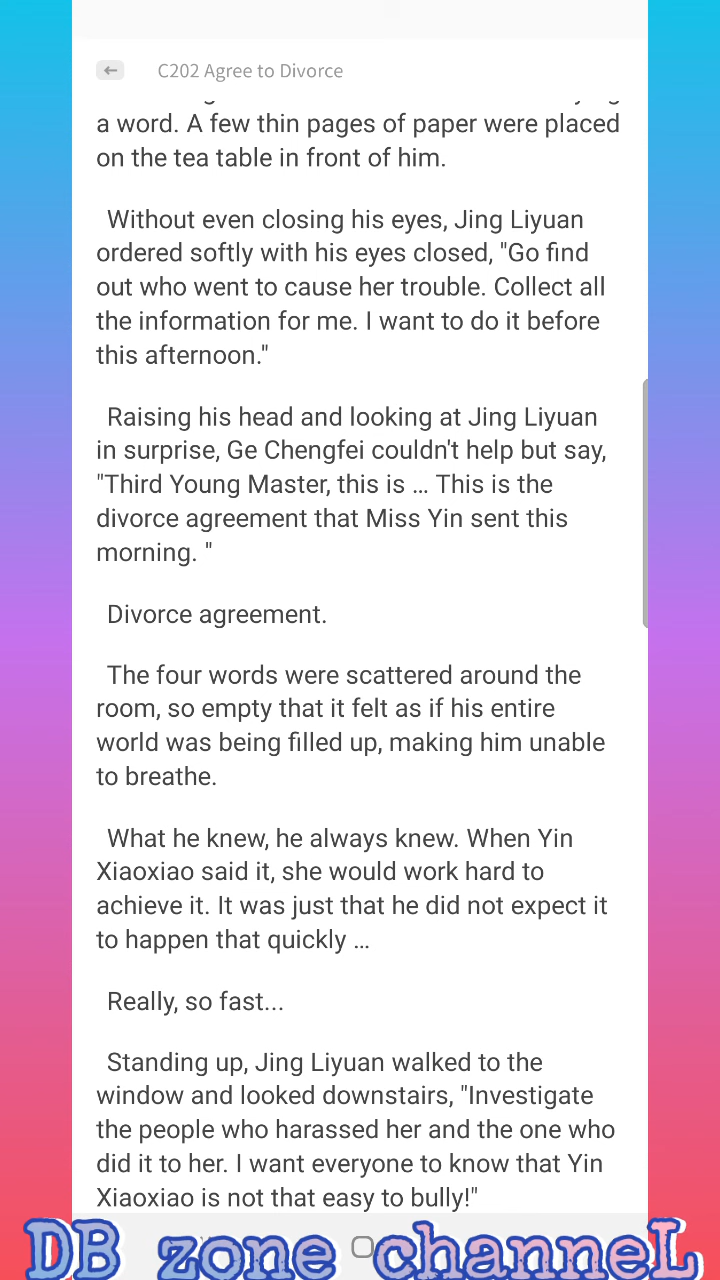 C202 Agree to Divorce
a word. A few thin pages of paper were placed
on the tea table in front of him.
Without even closing his eyes, Jing Liyuan
ordered softly with his eyes closed, "Go find
out who went to cause her trouble. Collect all
the information for me. I want to do it before
this afternoon."
Raising his head and looking at Jing Liyuan
in surprise, Ge Chengfei couldn't help but say,
"Third Young Master, this is ... This is the
divorce agreement that Miss Yin sent this
morning. "
Divorce agreement.
The four words were scattered around the
room, so empty that it felt as if his entire
world was being filled up, making him unable
to breathe.
What he knew, he always knew. When Yin
Xiaoxiao said it, she would work hard to
achieve it. It was just that he did not expect it
to happen that quickly ...
Really, so fast...
Standing up, Jing Liyuan walked to the
window and looked downstairs, "Investigate
the people who harassed her and the one who
did it to her. I want everyone to know that Yin
Xiaoxiao is not that easy to bully!"
DB zone channeL